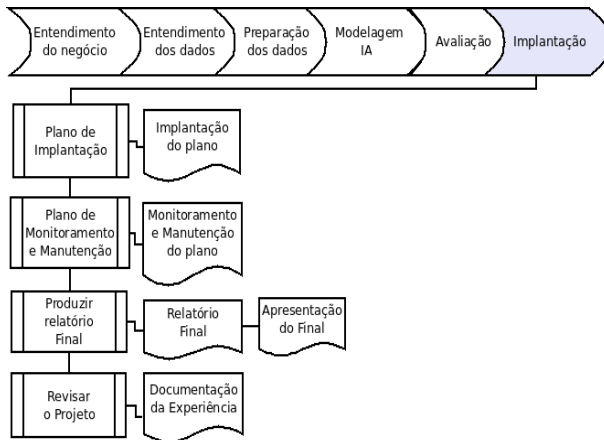 Entendimento
do negócio
Entendimento
dos dados
Preparação
dos dados
Modelagem
IA
Avaliação
Implantação
Plano de
Implantação
Implantação
do plano
Plano de
Monitoramento
e Manutenção
Monitoramento
e Manutenção
do plano
Produzir
relatório
Final
Relatório
Final
Apresentação
do Final
Revisar
o Projeto
Documentação
da Experiência